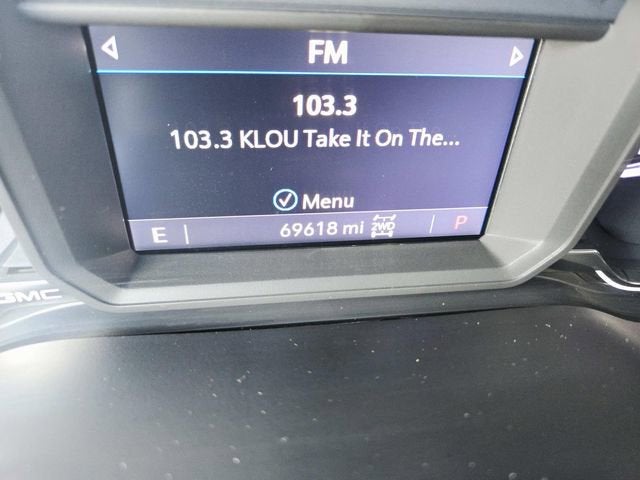 FM
103.3
103.3 KLOU Take It On The...
Menu
E 69618 mi 2WD P
GMC